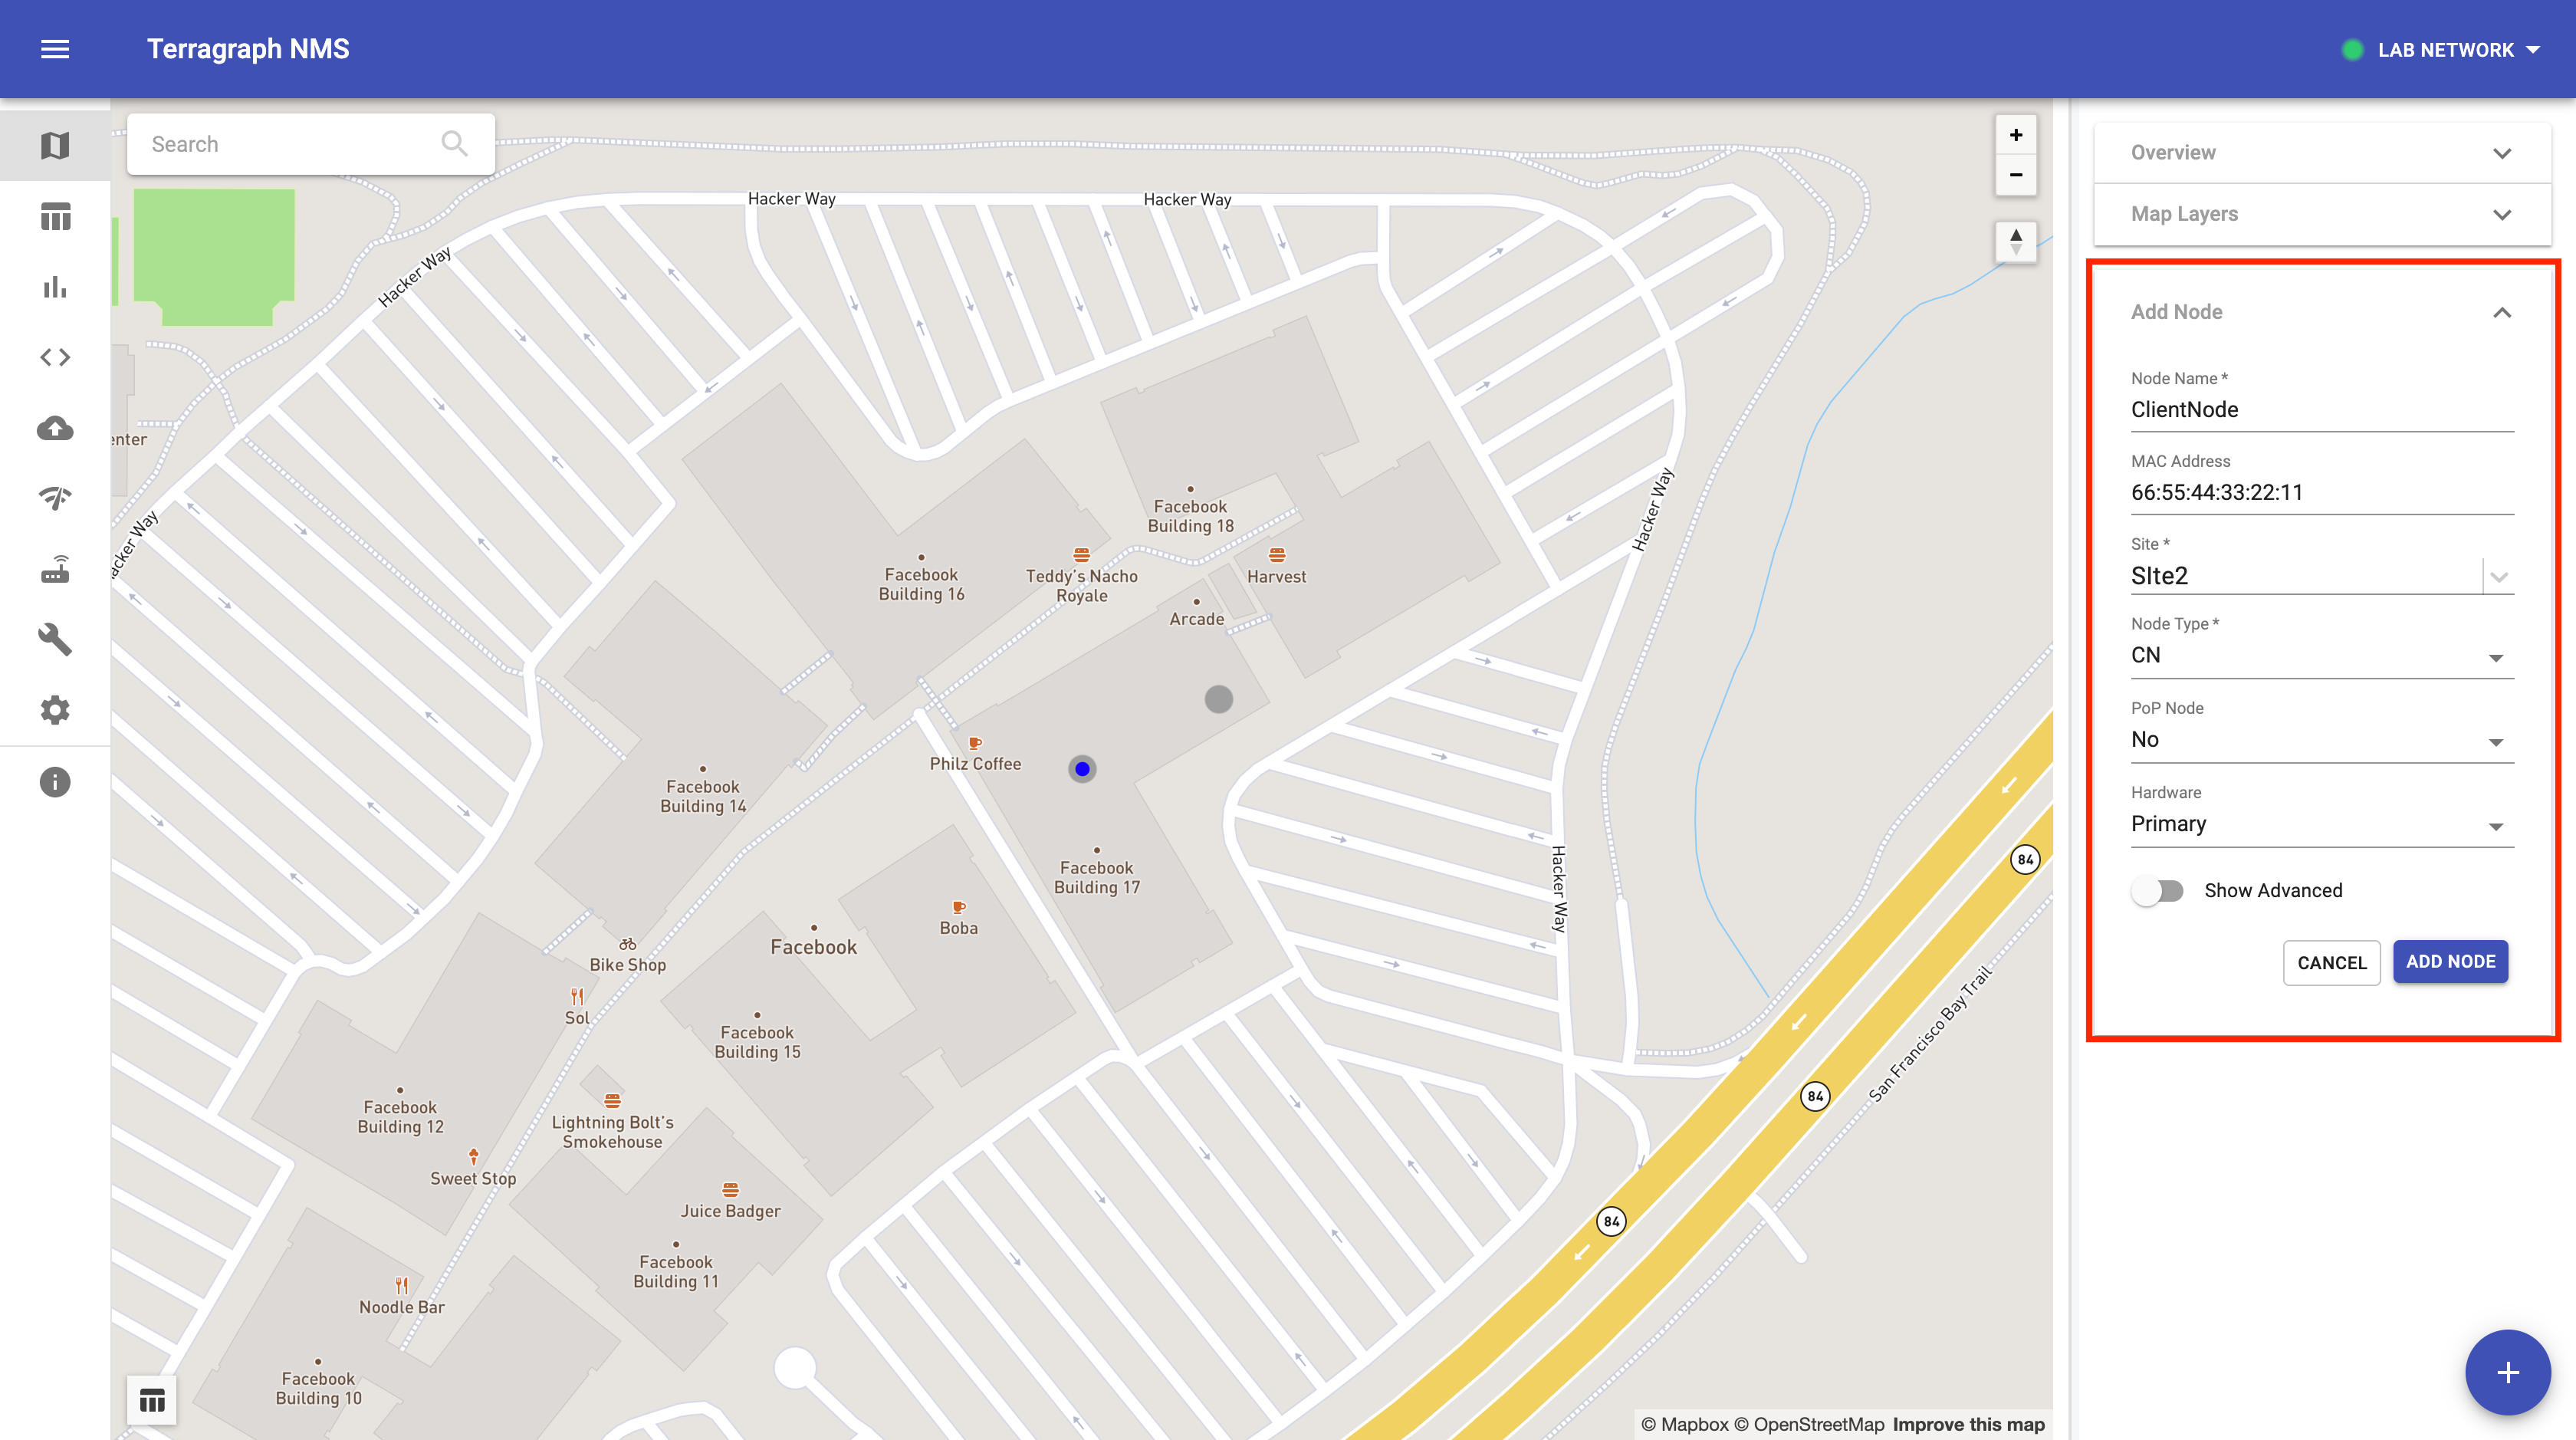 Terragraph NMS
LAB NETWORK
Search
Hacker Way
Hacker Way
Hacker Way
enter
acker Way
Hacker Way
Hacker Way
Facebook
Building 18
Facebook
Building 16
Teddy's Nacho
Royale
Harvest
Arcade
Philz Coffee
Facebook
Building 14
Facebook
Building 17
Boba
Facebook
Bike Shop
Sol
Facebook
Building 15
Facebook
Building 12
Lightning Bolt's
Smokehouse
Sweet Stop
Juice Badger
Facebook
Building 11
Noodle Bar
Facebook
Building 10
84
84
84
San Francisco Bay Trail
© Mapbox © OpenStreetMap Improve this map
Overview
Map Layers
Add Node
Node Name *
ClientNode
MAC Address
66:55:44:33:22:11
Site *
SIte2
Node Type *
CN
PoP Node
No
Hardware
Primary
Show Advanced
CANCEL
ADD NODE